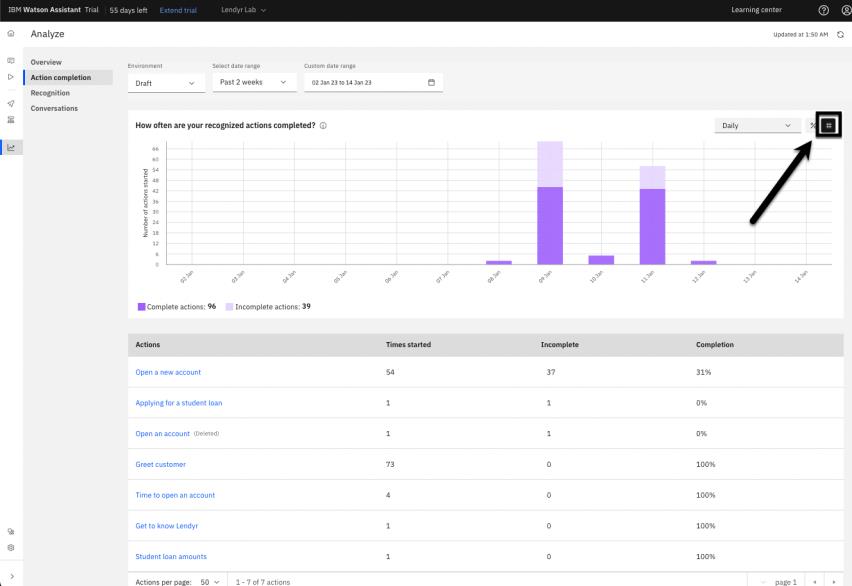 IBM Watson Assistant Trial 55 days left Extend trial Lendyr Lab Learning center
Analyze Updated at 1:50 AM
Overview
Action completion
Recognition
Conversations
Environment Select date range Custom date range
Draft Past 2 weeks 02 Jan 23 to 14 Jan 23
How often are your recognized actions completed? Daily % #
Number of actions started
66
60
54
48
42
36
30
24
18
12
6
0
02 Jan 03 Jan 04 Jan 05 Jan 06 Jan 07 Jan 08 Jan 09 Jan 10 Jan 11 Jan 12 Jan 13 Jan 14 Jan
Complete actions: 96 Incomplete actions: 39
Actions Times started Incomplete Completion
Open a new account 54 37 31%
Applying for a student loan 1 1 0%
Open an account (Deleted) 1 1 0%
Greet customer 73 0 100%
Time to open an account 4 0 100%
Get to know Lendyr 1 0 100%
Student loan amounts 1 0 100%
Actions per page: 50 1 - 7 of 7 actions page 1